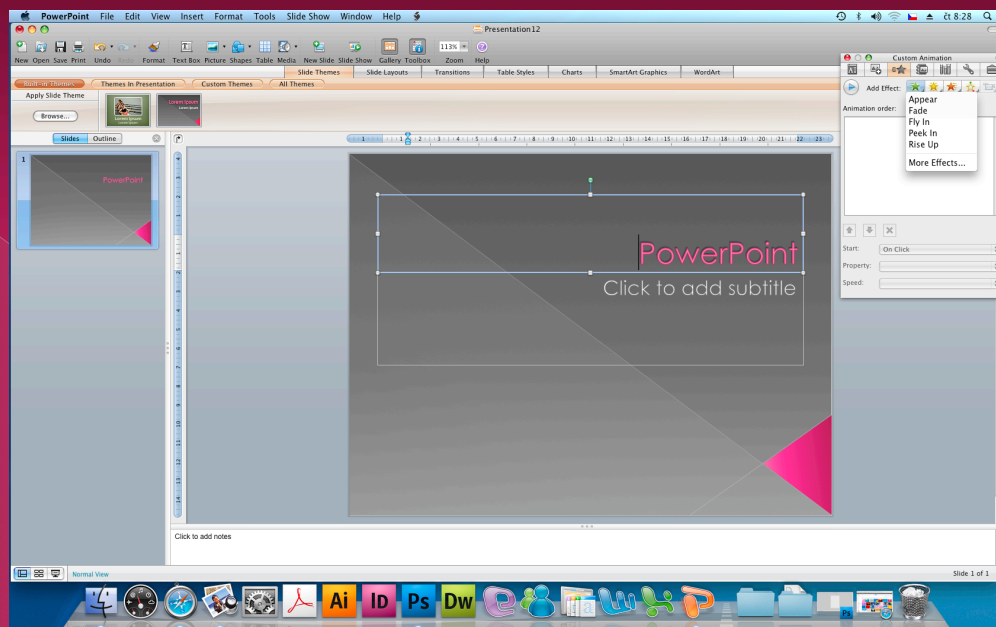 PowerPoint File Edit View Insert Format Tools Slide Show Window Help čt 8:28
Presentation12
113%
New Open Save Print Undo Redo Format Text Box Picture Shapes Table Media New Slide Slide Show Gallery Toolbox Zoom Help
Slide Themes Slide Layouts Transitions Table Styles Charts SmartArt Graphics WordArt
Built-in Themes Themes In Presentation Custom Themes All Themes
Apply Slide Theme
Browse...
Lorem Ipsum
Slides Outline
1
PowerPoint
PowerPoint
Click to add subtitle
Click to add notes
Normal View
Slide 1 of 1
Custom Animation
Add Effect:
Animation order:
Appear
Fade
Fly In
Peek In
Rise Up
More Effects...
Start: On Click
Property:
Speed:
Ai Id Ps Dw
Ps